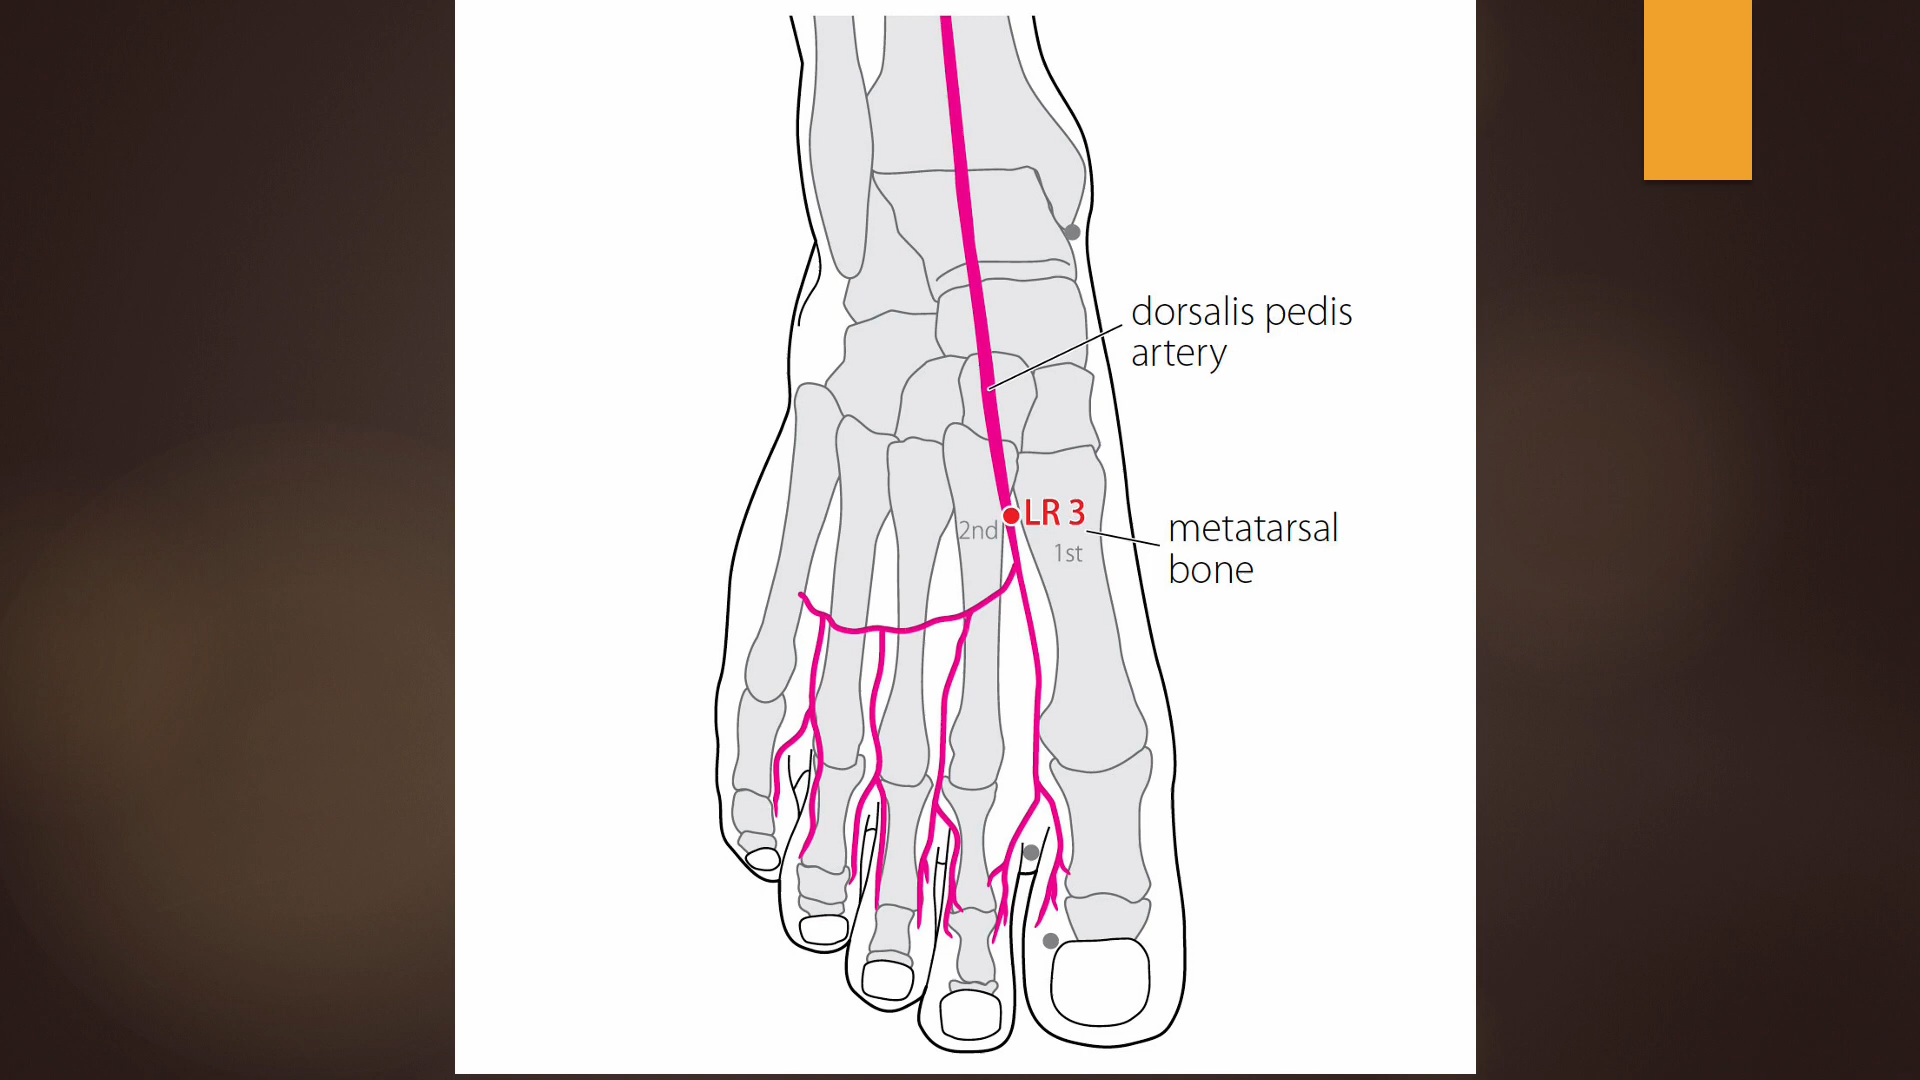 dorsalis pedis
artery
LR 3
2nd
metatarsal
bone
1st